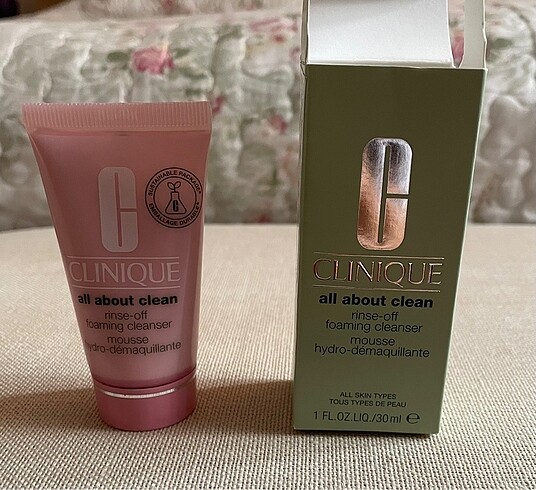 C
SUSTAINABLE PACKAGE
EMBALLAGE DURABLE
CLINIQUE
all about clean
rinse-off
foaming cleanser
mousse
hydro-démaquillante
C
CLINIQUE
all about clean
rinse-off
foaming cleanser
mousse
hydro-démaquillante
ALL SKIN TYPES
TOUS TYPES DE PEAU
1 FL.OZ.LIQ./30ml ℮